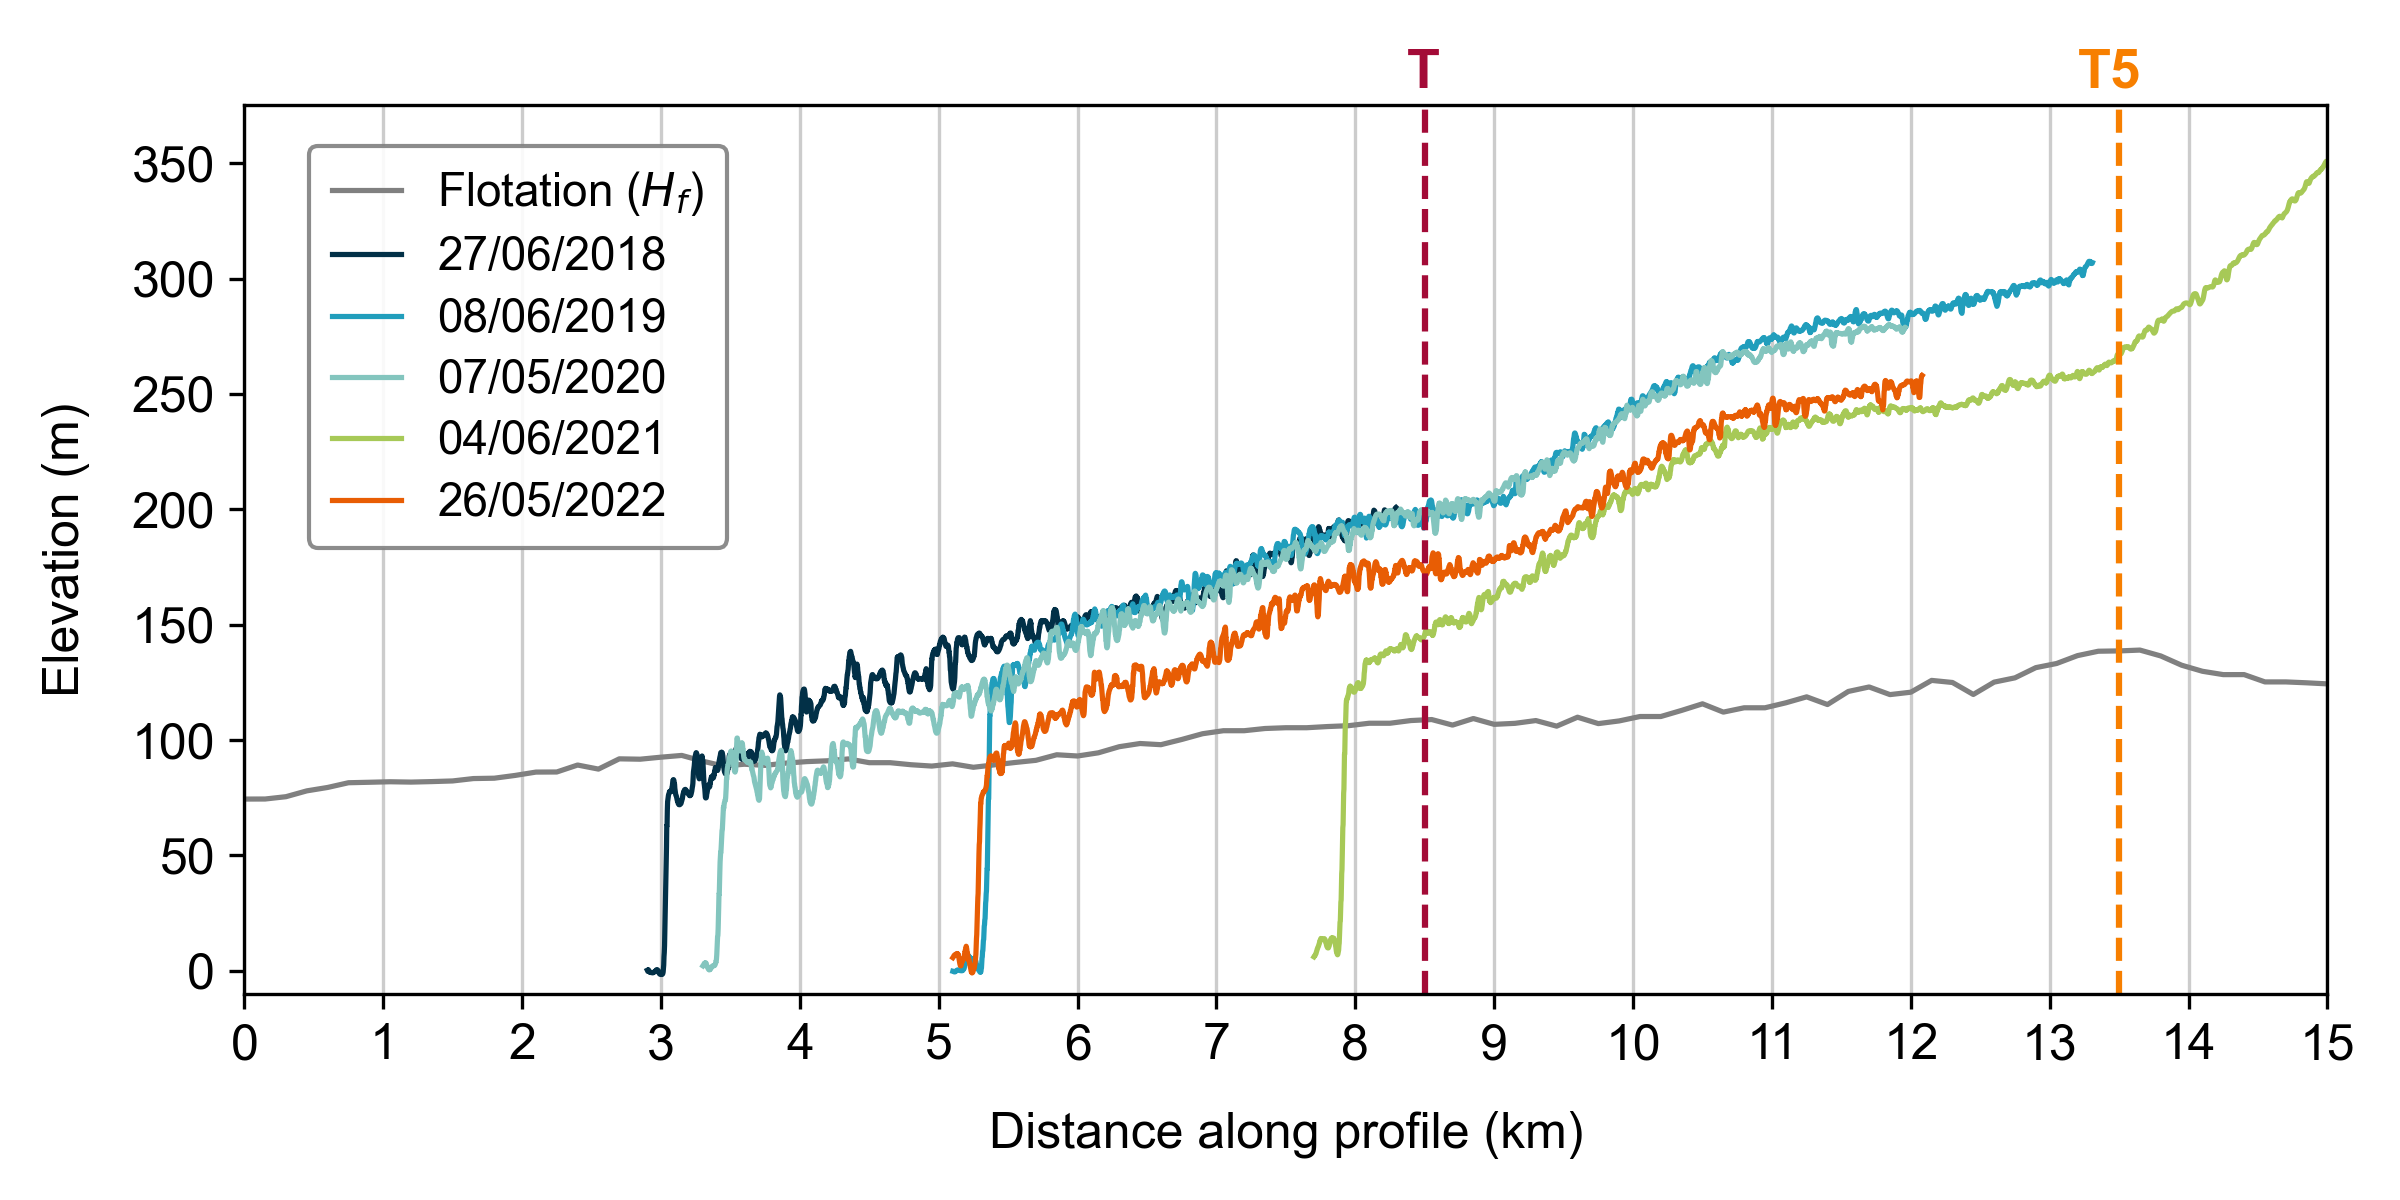 T T5
350
300
250
200
150
100
50
0
Elevation (m)
Flotation (H_f)
27/06/2018
08/06/2019
07/05/2020
04/06/2021
26/05/2022
0 1 2 3 4 5 6 7 8 9 10 11 12 13 14 15
Distance along profile (km)